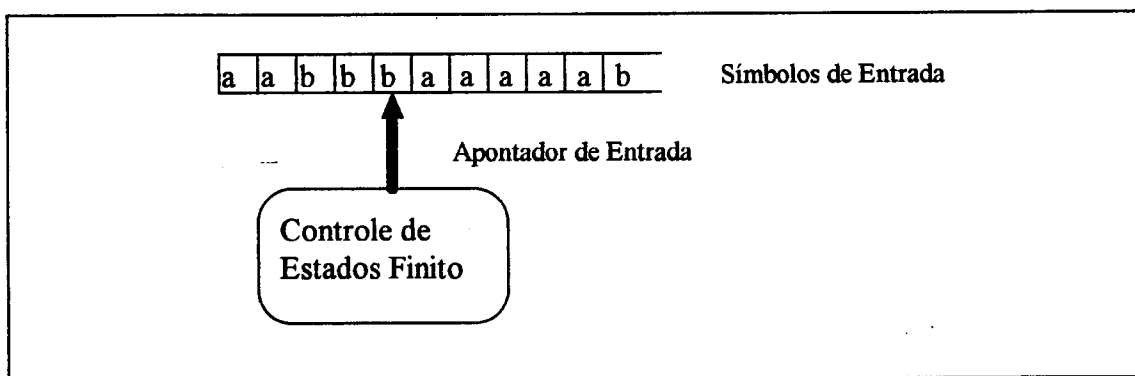 a a b b b a a a a a b Símbolos de Entrada
Apontador de Entrada
Controle de
Estados Finito